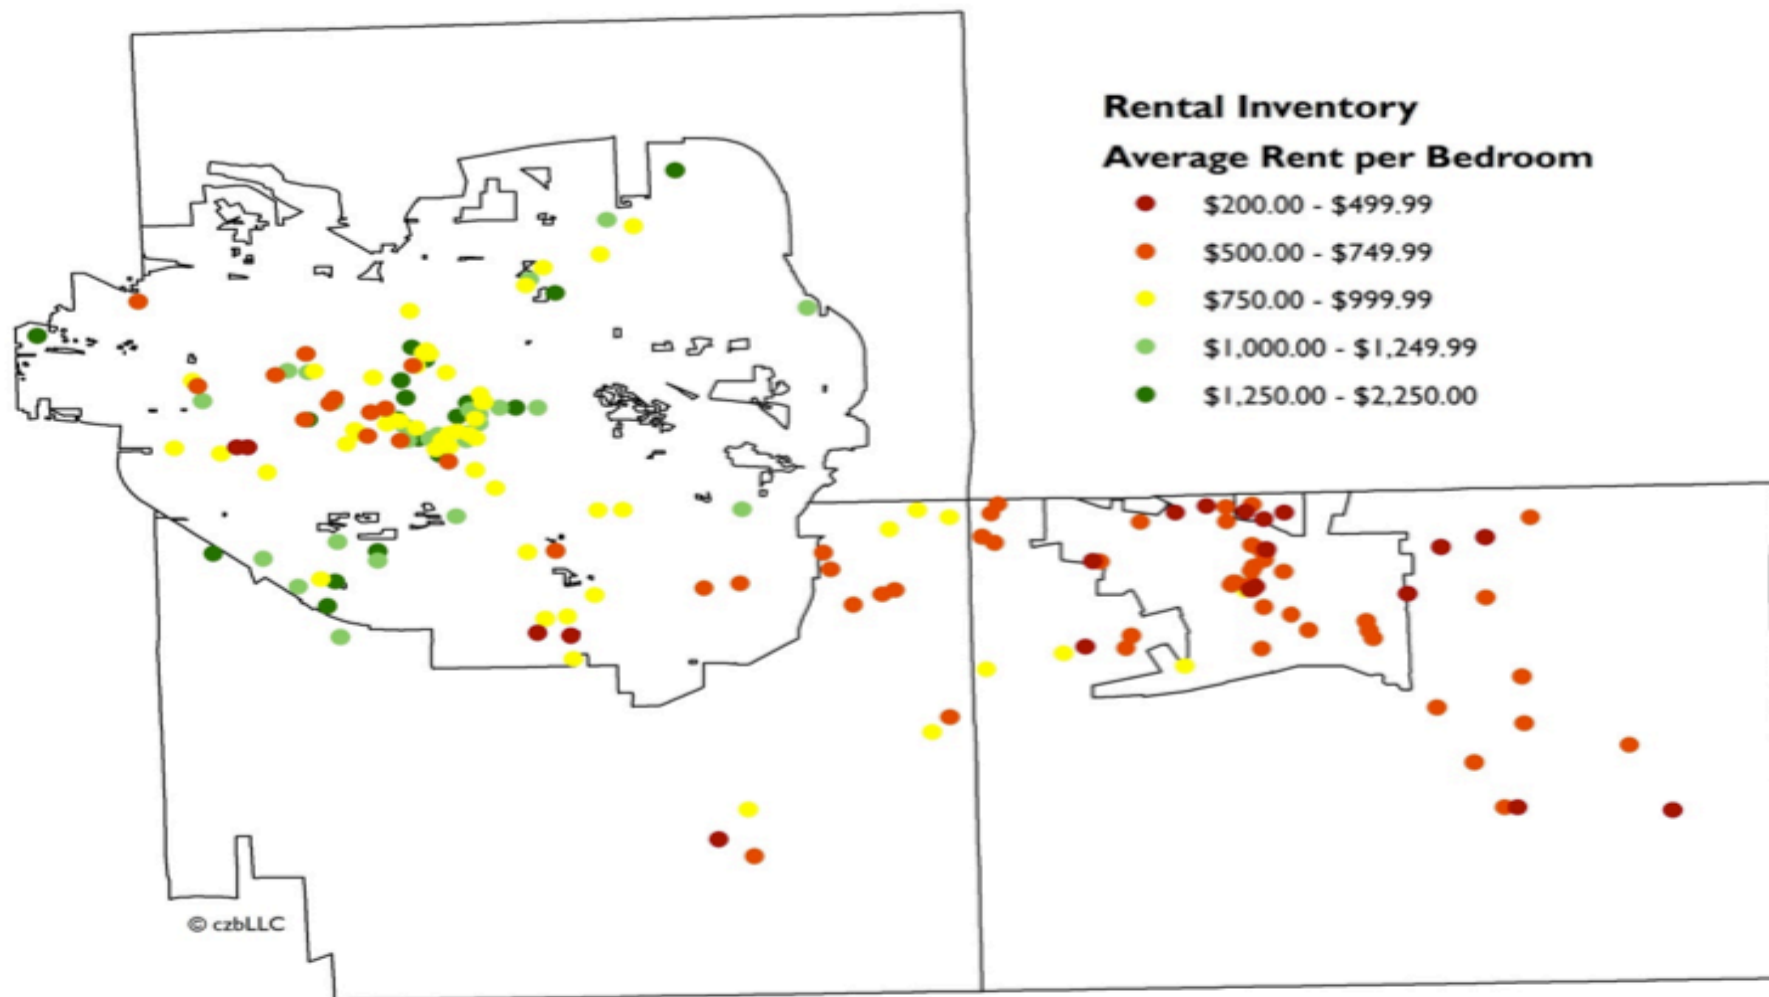 Rental Inventory
Average Rent per Bedroom
$200.00 - $499.99
$500.00 - $749.99
$750.00 - $999.99
$1,000.00 - $1,249.99
$1,250.00 - $2,250.00
© czbLLC